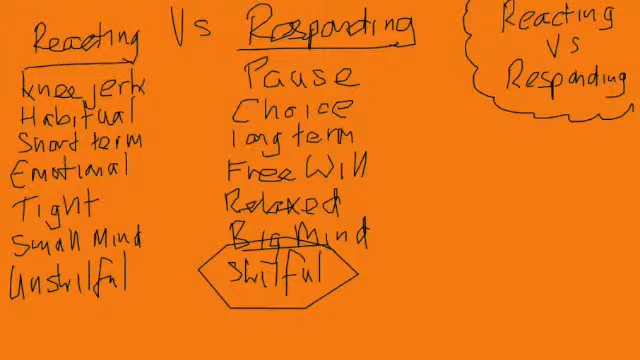 Reacting Vs Responding
Knee jerk Pause
Habitual Choice
Short term long term
Emotional Free Will
Tight Relaxed
Small Mind Big Mind
Unskilful Skilful
Reacting
VS
Responding